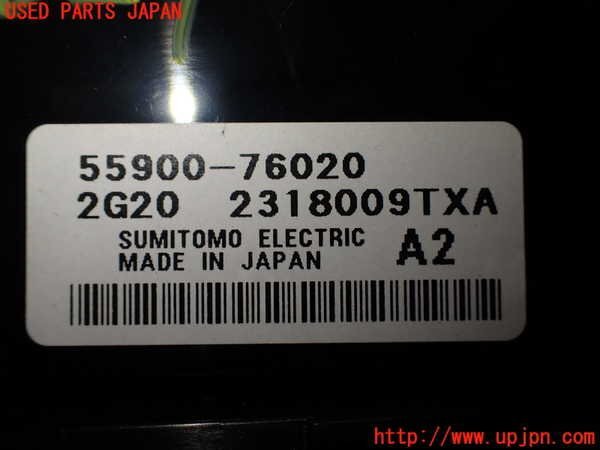 USED PARTS JAPAN
55900-76020
2G20 2318009TXA
SUMITOMO ELECTRIC
MADE IN JAPAN A2
http://www.upjpn.com/